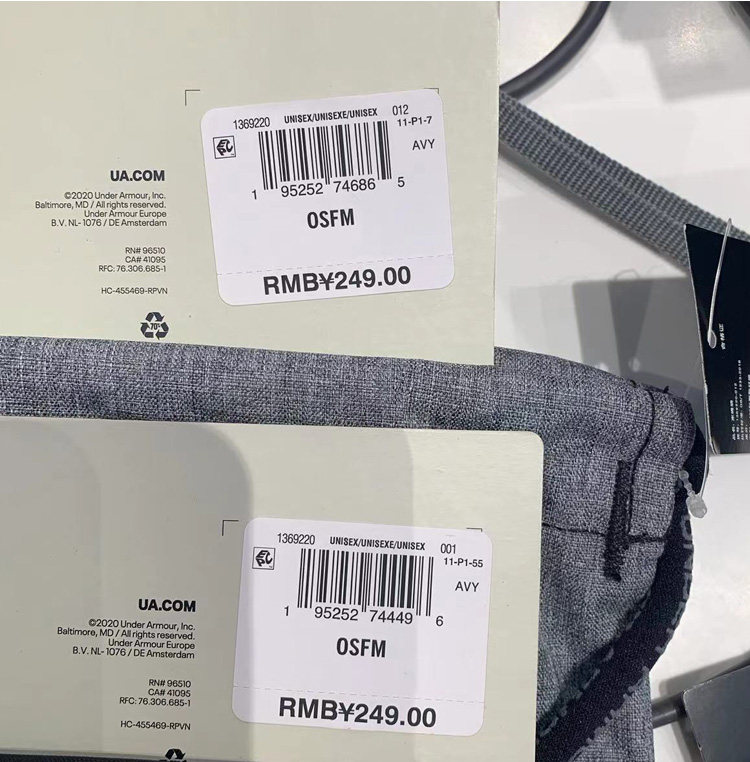 1369220 UNISEX/UNISEXE/UNISEX 012
11-P1-7
AVY
1 95252 74686 5
OSFM
RMB¥249.00
UA.COM
©2020 Under Armour, Inc.
Baltimore, MD / All rights reserved.
Under Armour Europe
B.V. NL- 1076 / DE Amsterdam
RN# 96510
CA# 41095
RFC: 76.306.685-1
HC-455469-RPVN
70%
合格证
1369220 UNISEX/UNISEXE/UNISEX 001
11-P1-55
AVY
1 95252 74449 6
OSFM
RMB¥249.00
UA.COM
©2020 Under Armour, Inc.
Baltimore, MD / All rights reserved.
Under Armour Europe
B.V. NL- 1076 / DE Amsterdam
RN# 96510
CA# 41095
RFC: 76.306.685-1
HC-455469-RPVN